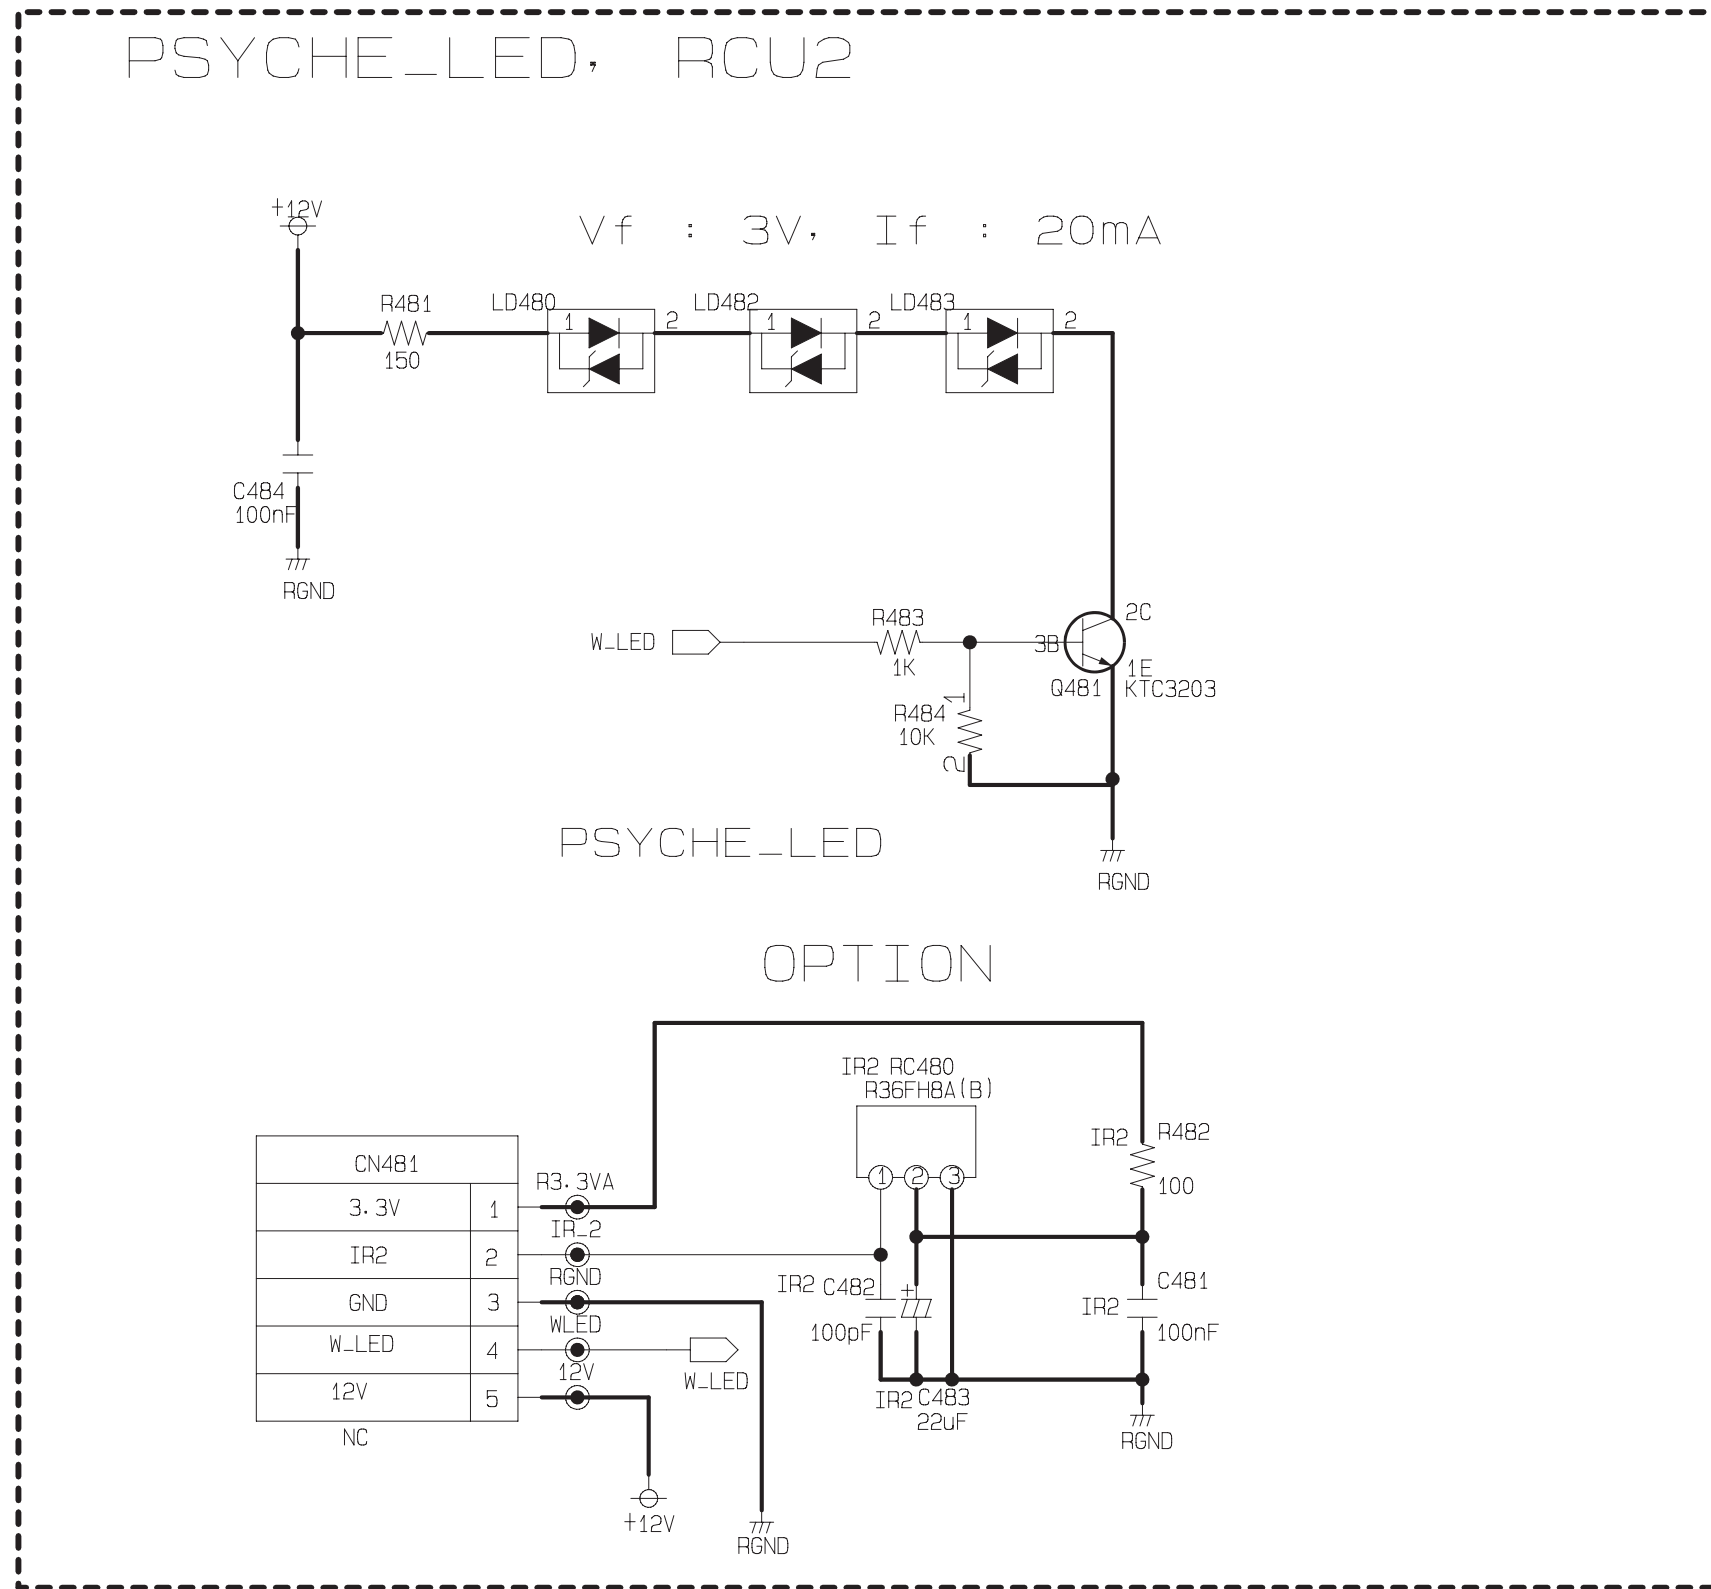 PSYCHE_LED, RCU2
+12V
Vf : 3V, If : 20mA
R481
150
LD480
1
2
LD482
1
2
LD483
1
2
C484
100nF
RGND
W_LED
R483
1K
3B
2C
1E
Q481
KTC3203
R484
10K
1
2
RGND
PSYCHE_LED
OPTION
IR2 RC480
R36FH8A(B)
1 2 3
IR2 R482
100
CN481
3.3V 1
IR2 2
GND 3
W_LED 4
12V 5
NC
R3.3VA
IR_2
RGND
WLED
12V
W_LED
+12V
RGND
IR2 C482
100pF
+
IR2 C483
22uF
C481
IR2
100nF
RGND